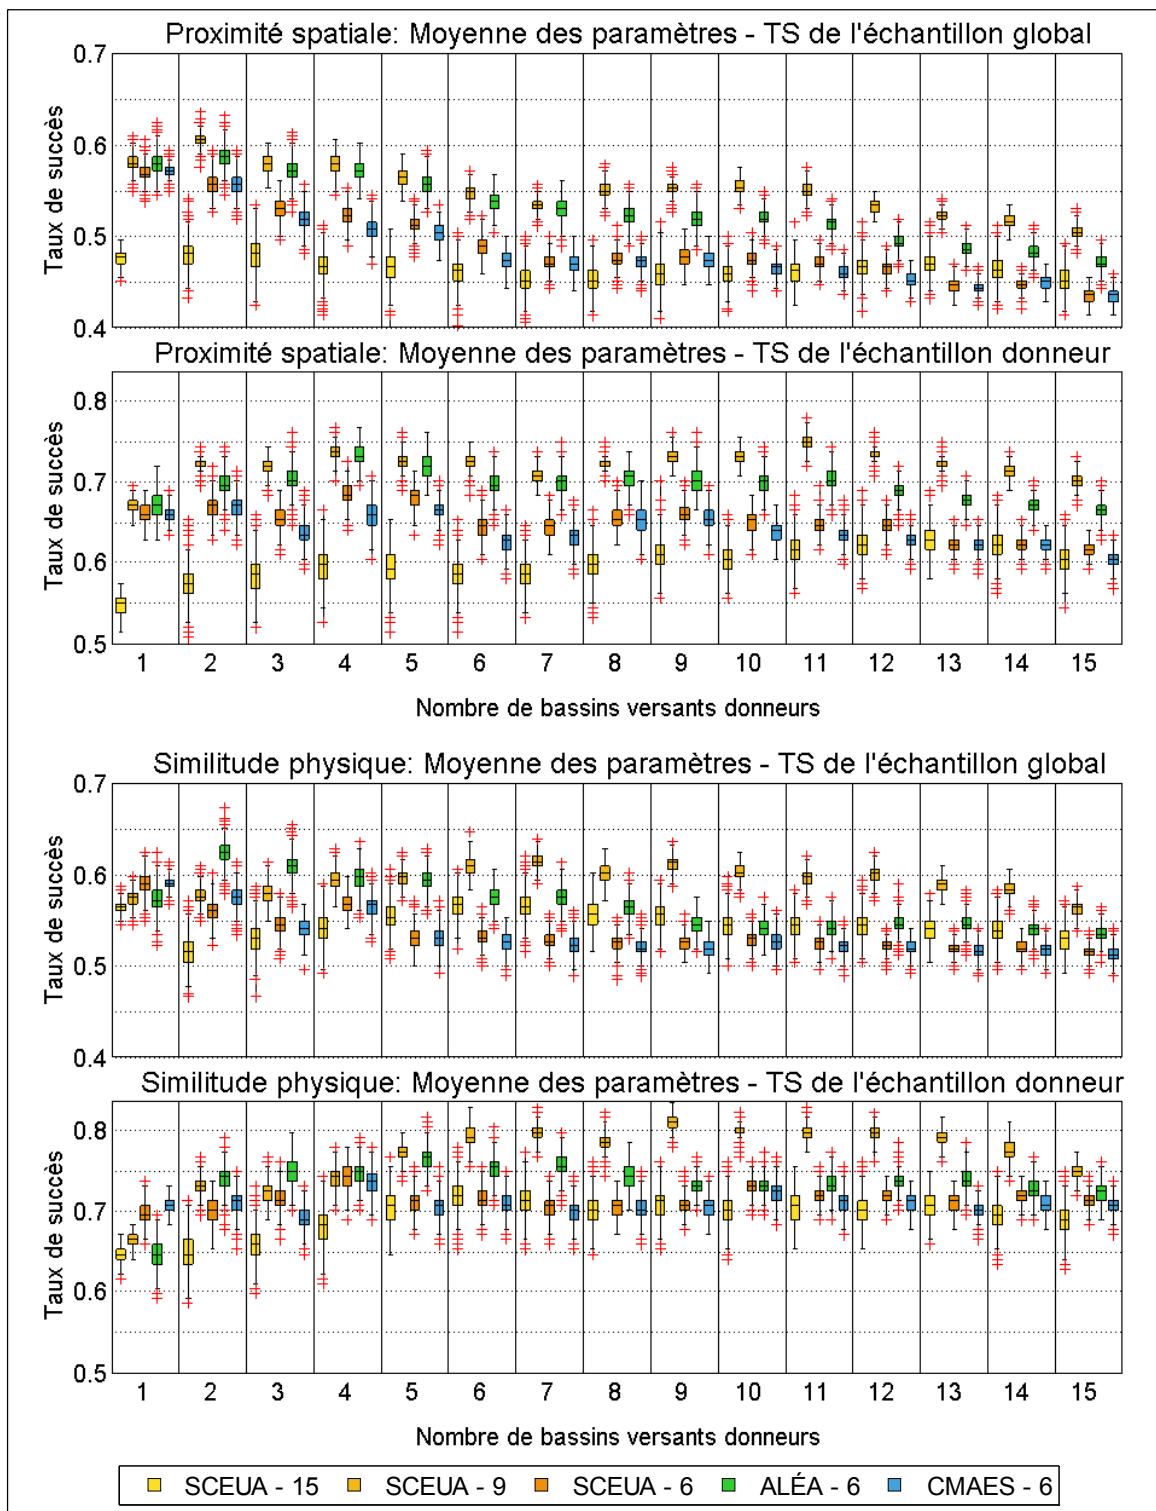 Proximité spatiale: Moyenne des paramètres - TS de l'échantillon global
Taux de succès
0.7
0.6
0.5
0.4
Proximité spatiale: Moyenne des paramètres - TS de l'échantillon donneur
Taux de succès
0.8
0.7
0.6
0.5
1 2 3 4 5 6 7 8 9 10 11 12 13 14 15
Nombre de bassins versants donneurs
Similitude physique: Moyenne des paramètres - TS de l'échantillon global
Taux de succès
0.7
0.6
0.5
0.4
Similitude physique: Moyenne des paramètres - TS de l'échantillon donneur
Taux de succès
0.8
0.7
0.6
0.5
1 2 3 4 5 6 7 8 9 10 11 12 13 14 15
Nombre de bassins versants donneurs
SCEUA - 15 SCEUA - 9 SCEUA - 6 ALÉA - 6 CMAES - 6